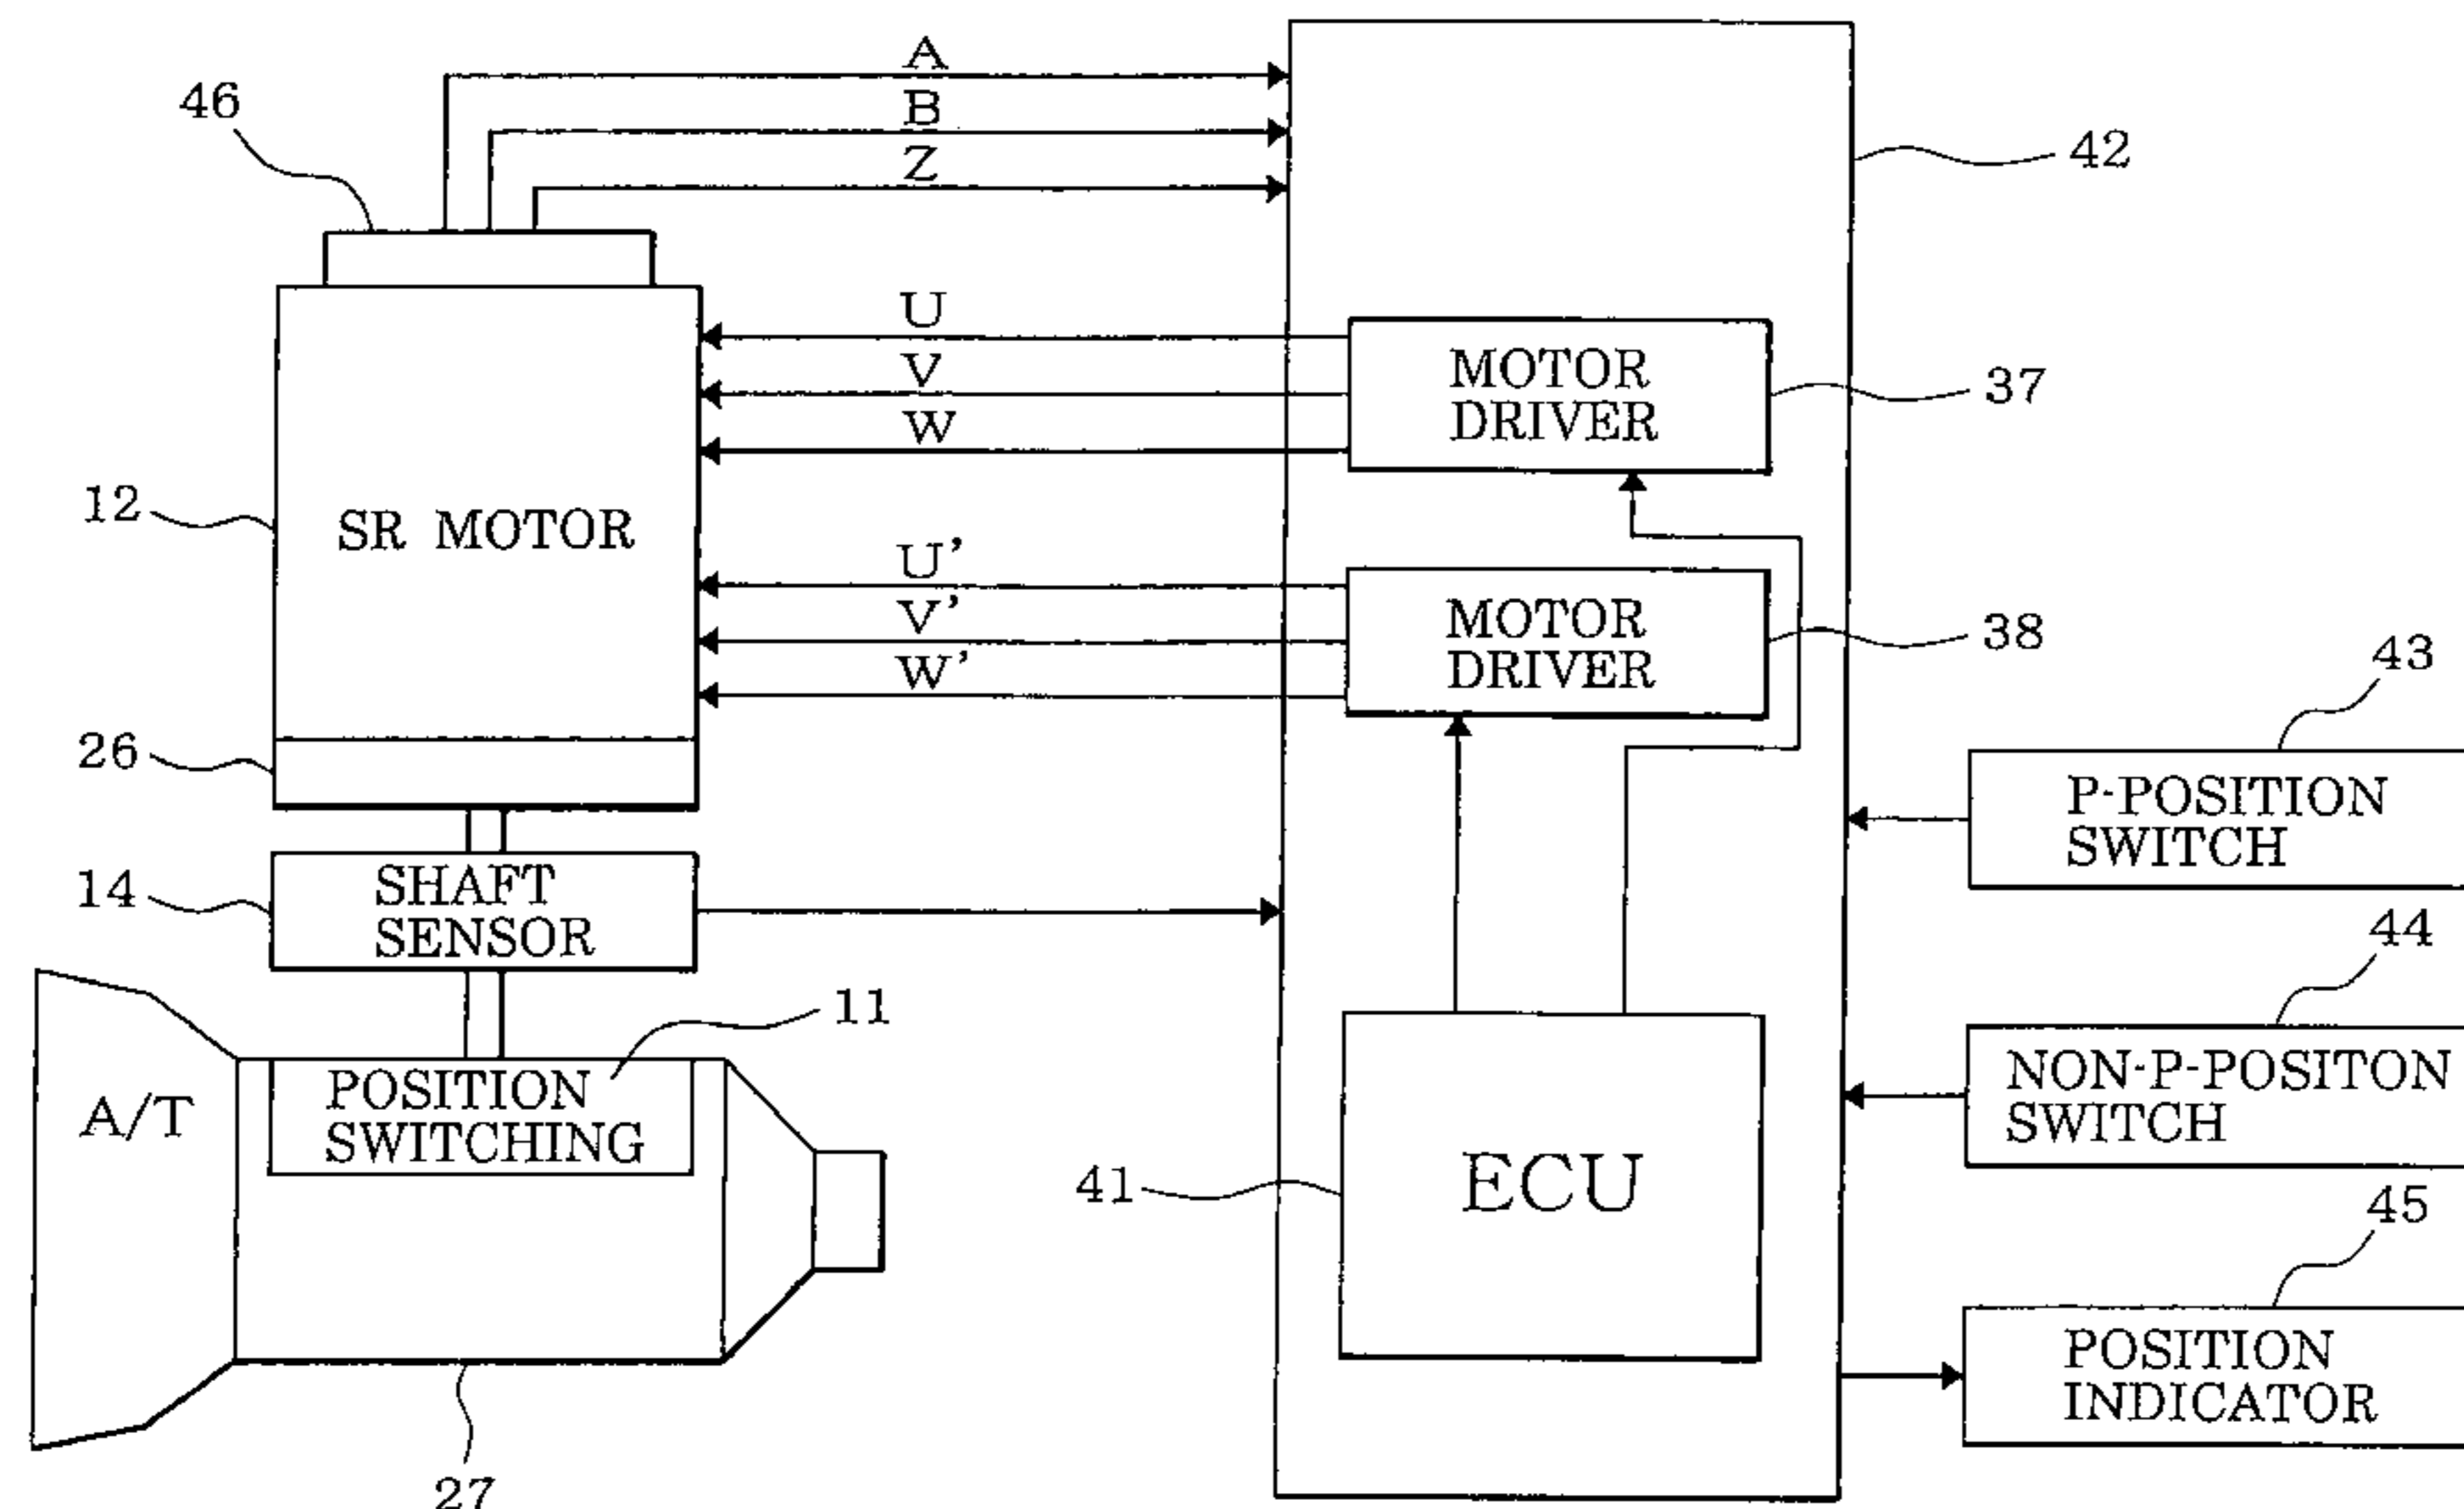 A
B
Z
46
42
U
V
W
MOTOR
DRIVER
37
12
SR MOTOR
U'
V'
W'
MOTOR
DRIVER
38
43
26
P-POSITION
SWITCH
14
SHAFT
SENSOR
44
11
A/T
POSITION
SWITCHING
NON-P-POSITON
SWITCH
41
ECU
45
POSITION
INDICATOR
27